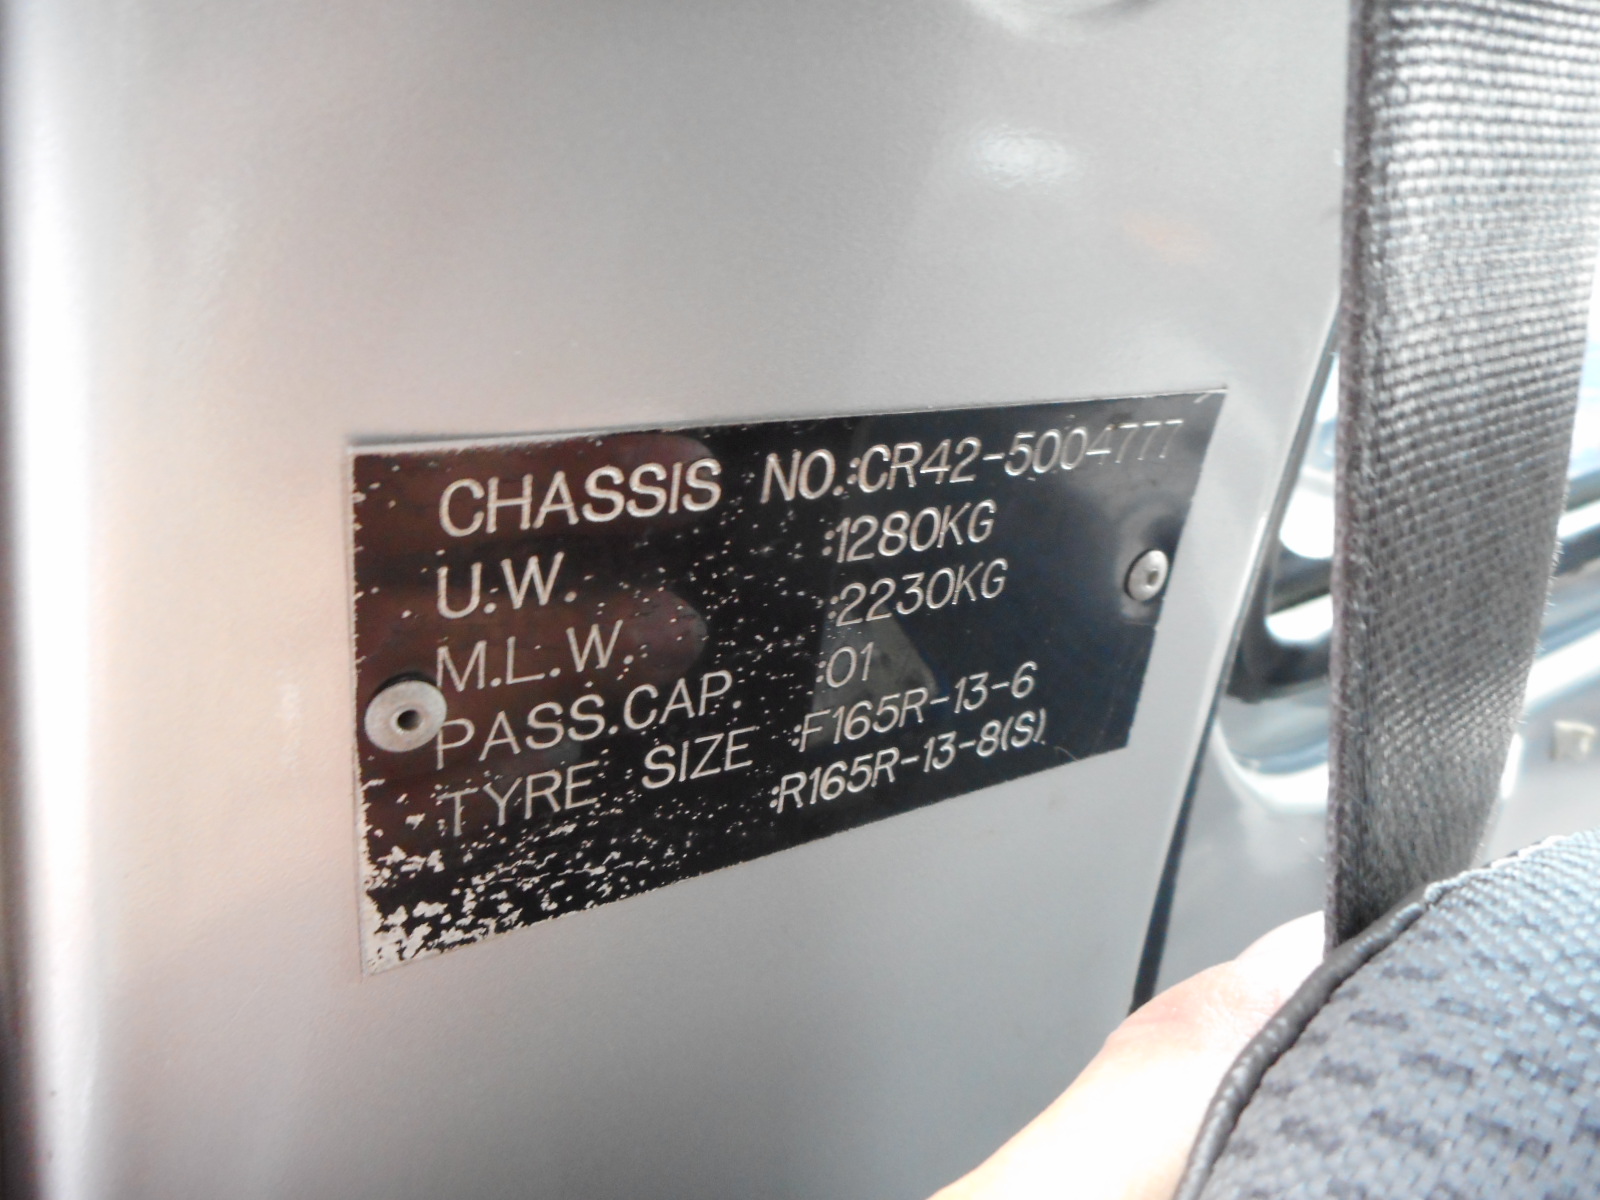 CHASSIS NO.:CR42-5004777
U.W. :1280KG
M.L.W. :2230KG
PASS.CAP. :01
TYRE SIZE :F165R-13-6
:R165R-13-8(S)